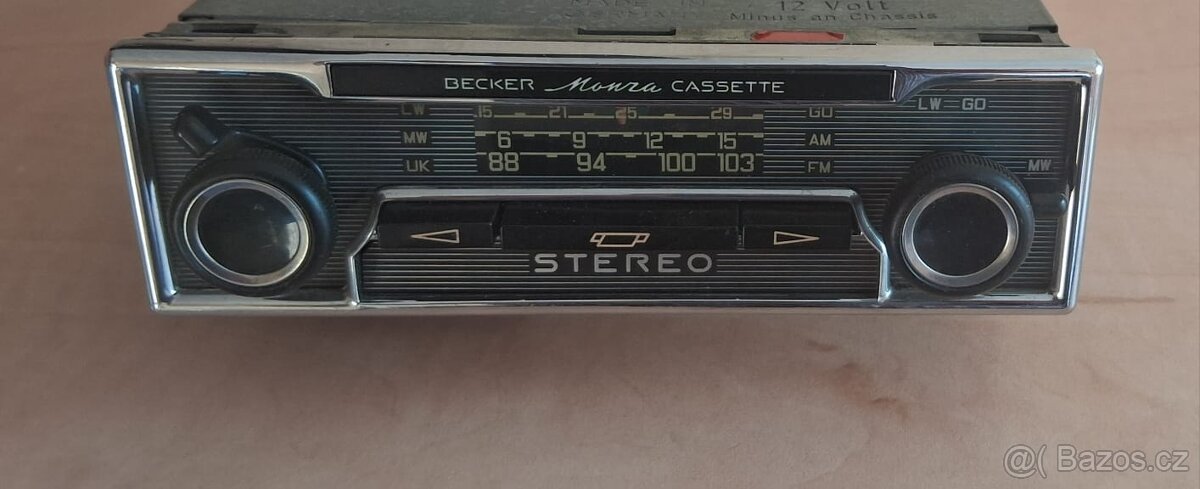 12 Volt
Minus an Chassis
BECKER Monza CASSETTE
LW 15 21 25 29 GO
MW 6 9 12 15 AM
UK 88 94 100 103 FM
LW GO
MW
STEREO
@( Bazos.cz